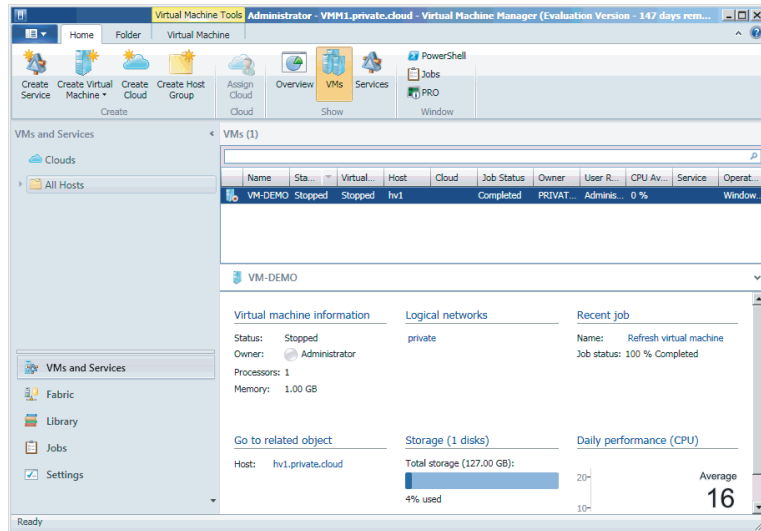 Virtual Machine Tools Administrator - VMM1.private.cloud - Virtual Machine Manager (Evaluation Version - 147 days rem...
Home Folder Virtual Machine
Create Service Create Virtual Machine Create Cloud Create Host Group
Create
Assign Cloud
Cloud
Overview VMs Services
Show
PowerShell
Jobs
PRO
Window
VMs and Services
Clouds
All Hosts
VMs and Services
Fabric
Library
Jobs
Settings
VMs (1)
Name Sta... Virtual... Host Cloud Job Status Owner User R... CPU Av... Service Operat...
VM-DEMO Stopped Stopped hv1 Completed PRIVAT... Adminis... 0 % Window...
VM-DEMO
Virtual machine information
Status: Stopped
Owner: Administrator
Processors: 1
Memory: 1.00 GB
Logical networks
private
Recent job
Name: Refresh virtual machine
Job status: 100 % Completed
Go to related object
Host: hv1.private.cloud
Storage (1 disks)
Total storage (127.00 GB):
4% used
Daily performance (CPU)
20-
10-
Average
16
Ready